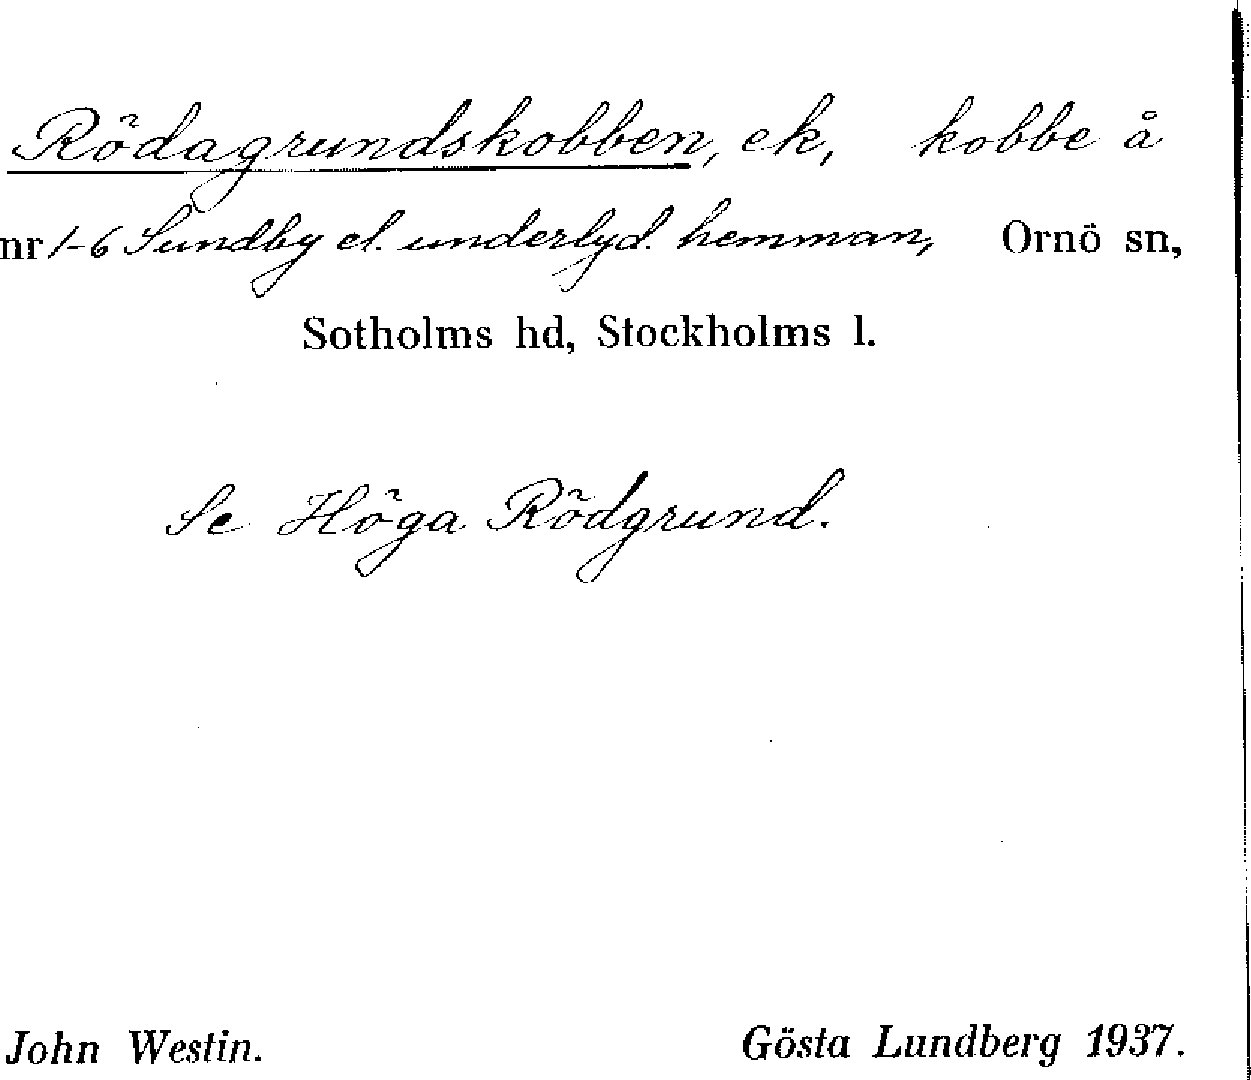 Rödagrundskobben, ek, kobbe å
nr 1-6 Sundby el. underlyd. hemman, Ornö sn,
Sotholms hd, Stockholms l.
Se Höga Rödgrund.
John Westin. Gösta Lundberg 1937.